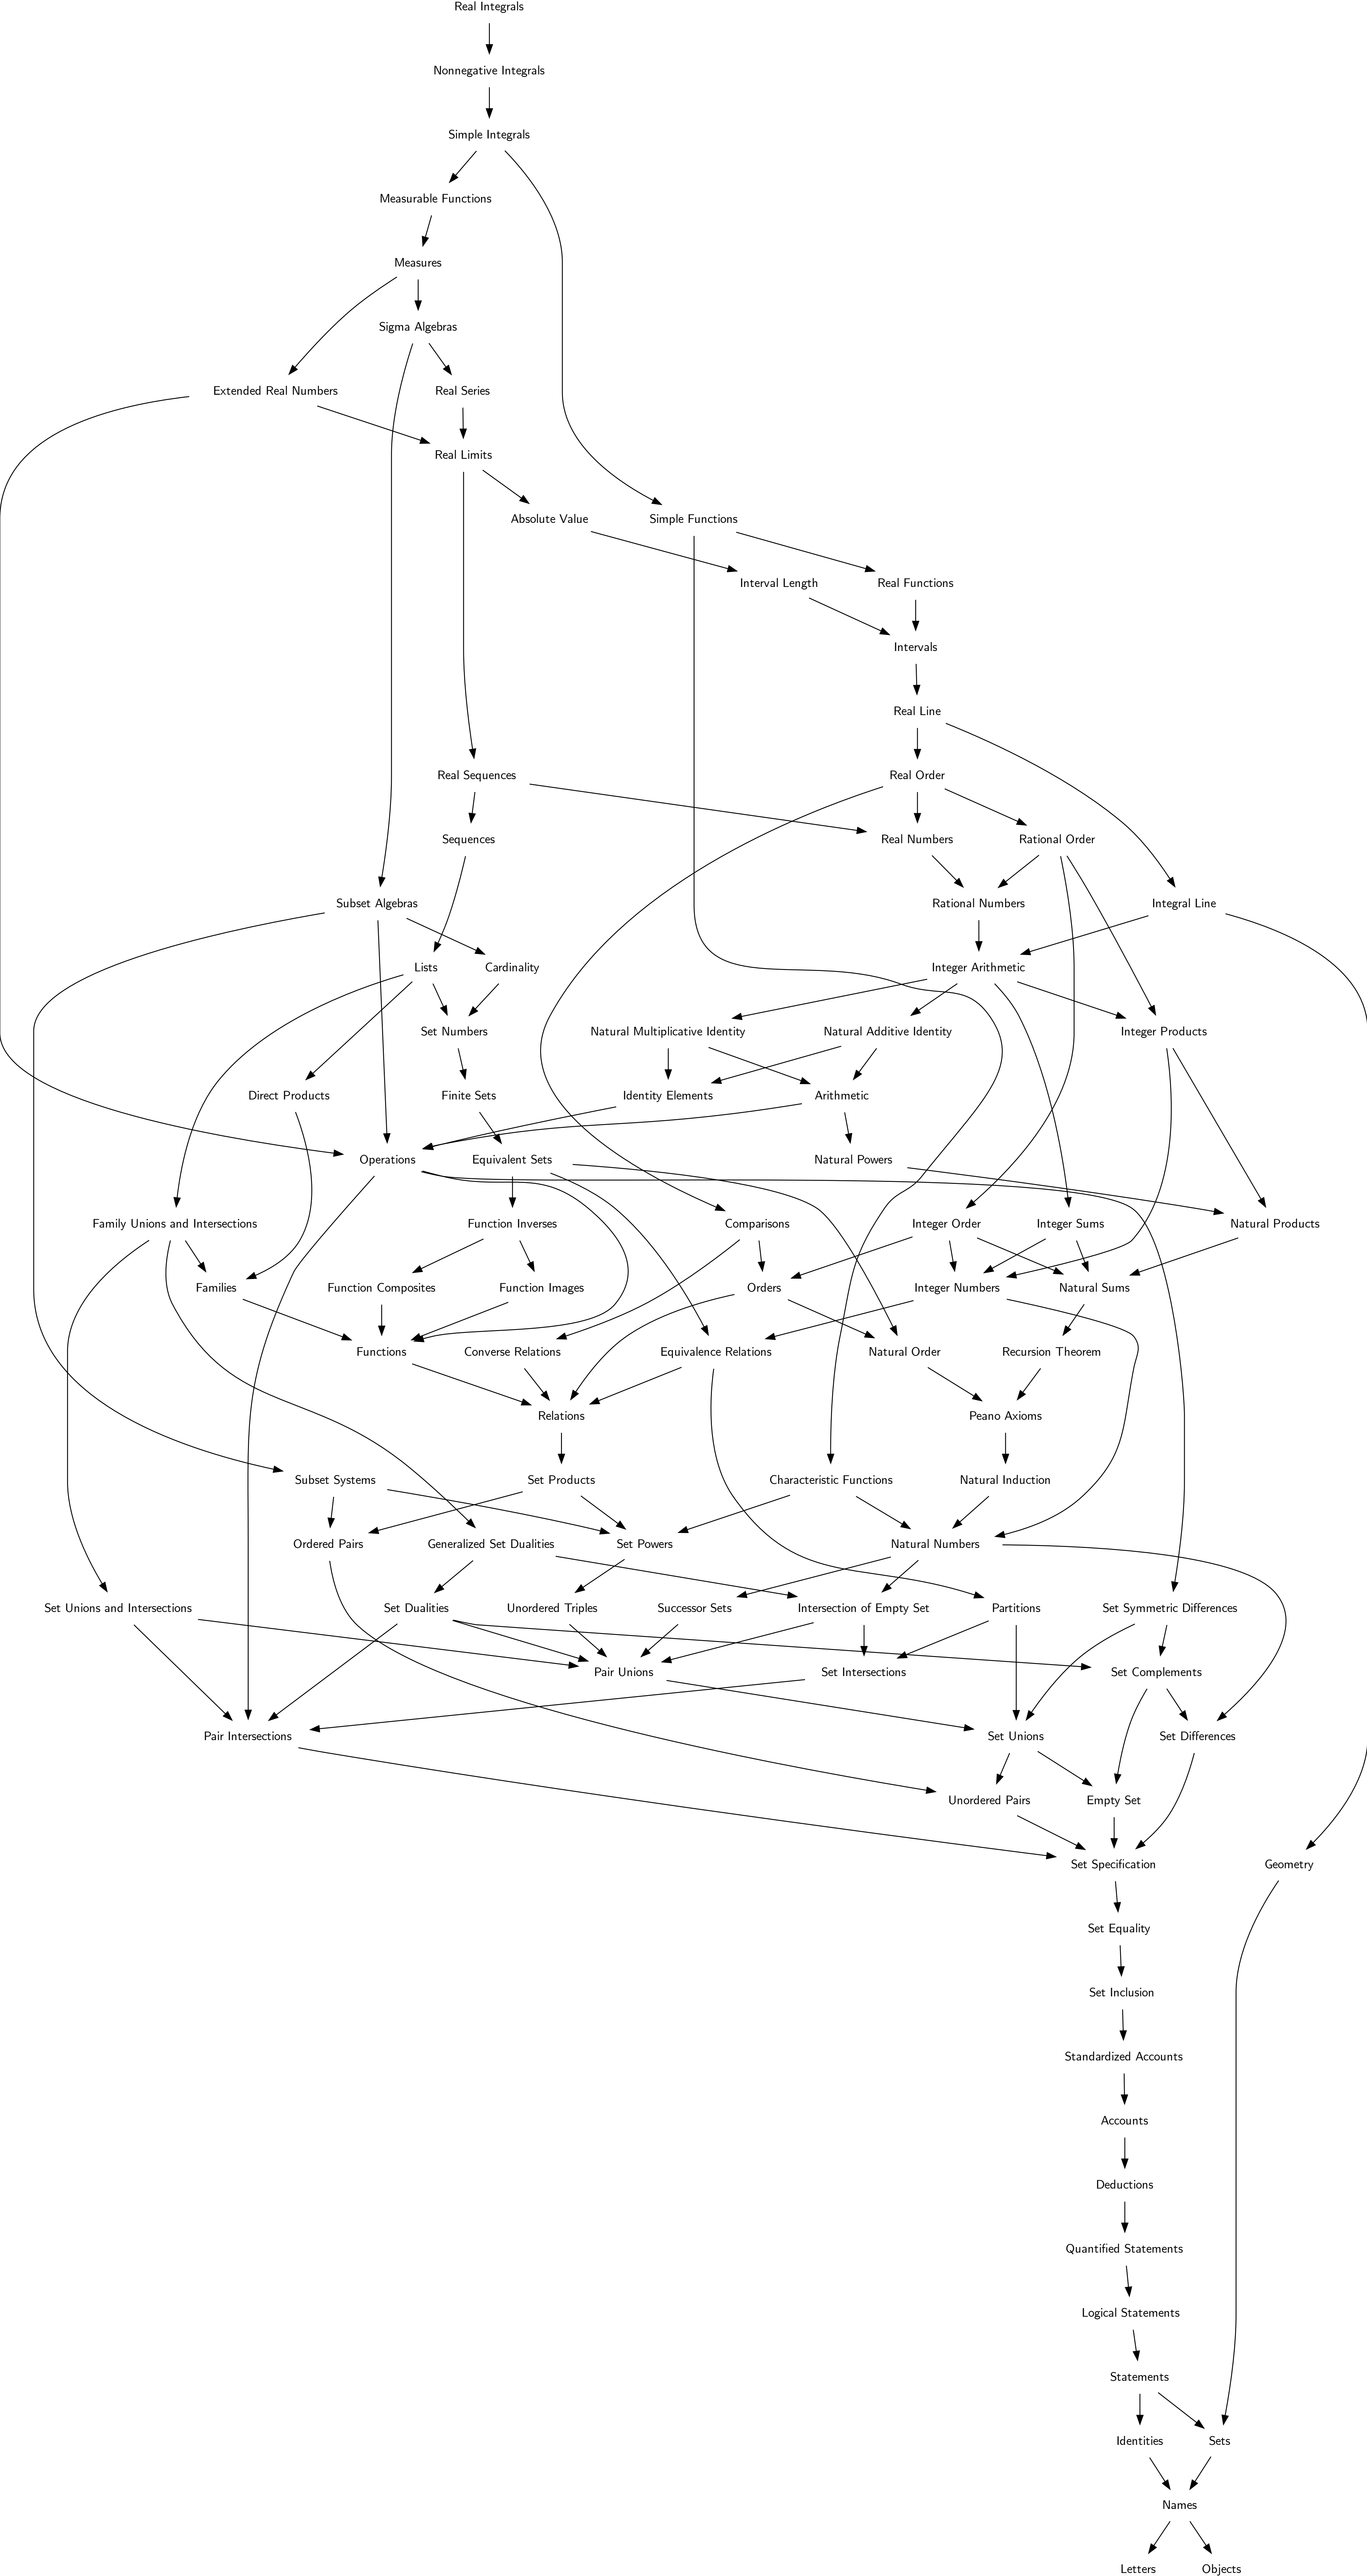 Real Integrals
Nonnegative Integrals
Simple Integrals
Measurable Functions
Measures
Sigma Algebras
Extended Real Numbers
Real Series
Real Limits
Absolute Value
Simple Functions
Interval Length
Real Functions
Intervals
Real Line
Real Sequences
Real Order
Sequences
Real Numbers
Rational Order
Subset Algebras
Rational Numbers
Integral Line
Lists
Cardinality
Integer Arithmetic
Set Numbers
Natural Multiplicative Identity
Natural Additive Identity
Integer Products
Direct Products
Finite Sets
Identity Elements
Arithmetic
Operations
Equivalent Sets
Natural Powers
Family Unions and Intersections
Function Inverses
Comparisons
Integer Order
Integer Sums
Natural Products
Families
Function Composites
Function Images
Orders
Integer Numbers
Natural Sums
Functions
Converse Relations
Equivalence Relations
Natural Order
Recursion Theorem
Relations
Peano Axioms
Subset Systems
Set Products
Characteristic Functions
Natural Induction
Ordered Pairs
Generalized Set Dualities
Set Powers
Natural Numbers
Set Unions and Intersections
Set Dualities
Unordered Triples
Successor Sets
Intersection of Empty Set
Partitions
Set Symmetric Differences
Pair Unions
Set Intersections
Set Complements
Pair Intersections
Set Unions
Set Differences
Unordered Pairs
Empty Set
Set Specification
Geometry
Set Equality
Set Inclusion
Standardized Accounts
Accounts
Deductions
Quantified Statements
Logical Statements
Statements
Identities
Sets
Names
Letters
Objects